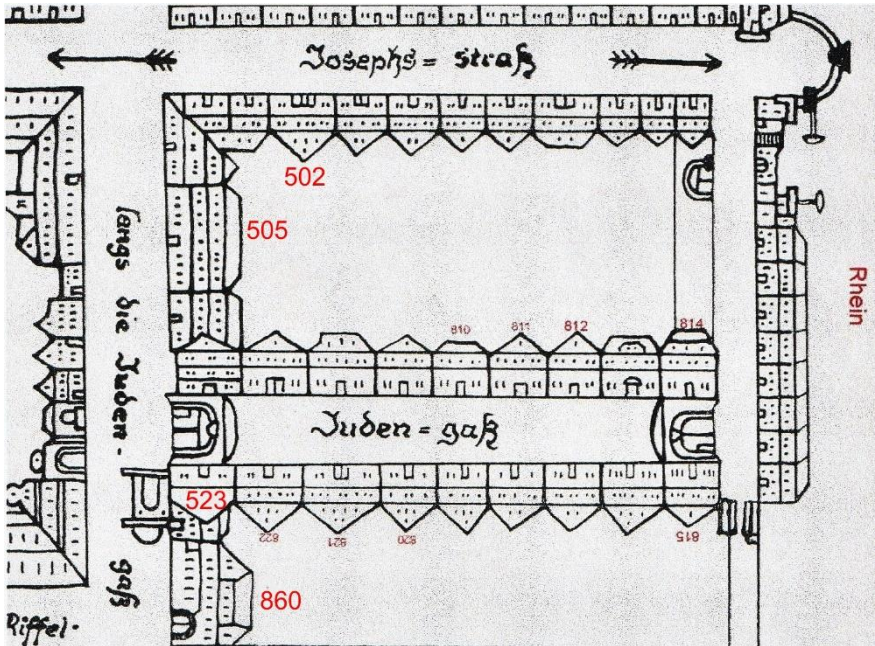 Josephs= straß
502
505
Rhein
längs die Juden-
gaß
810
811
812
814
Juden=gaß
523
822
821
820
815
860
Riffel-